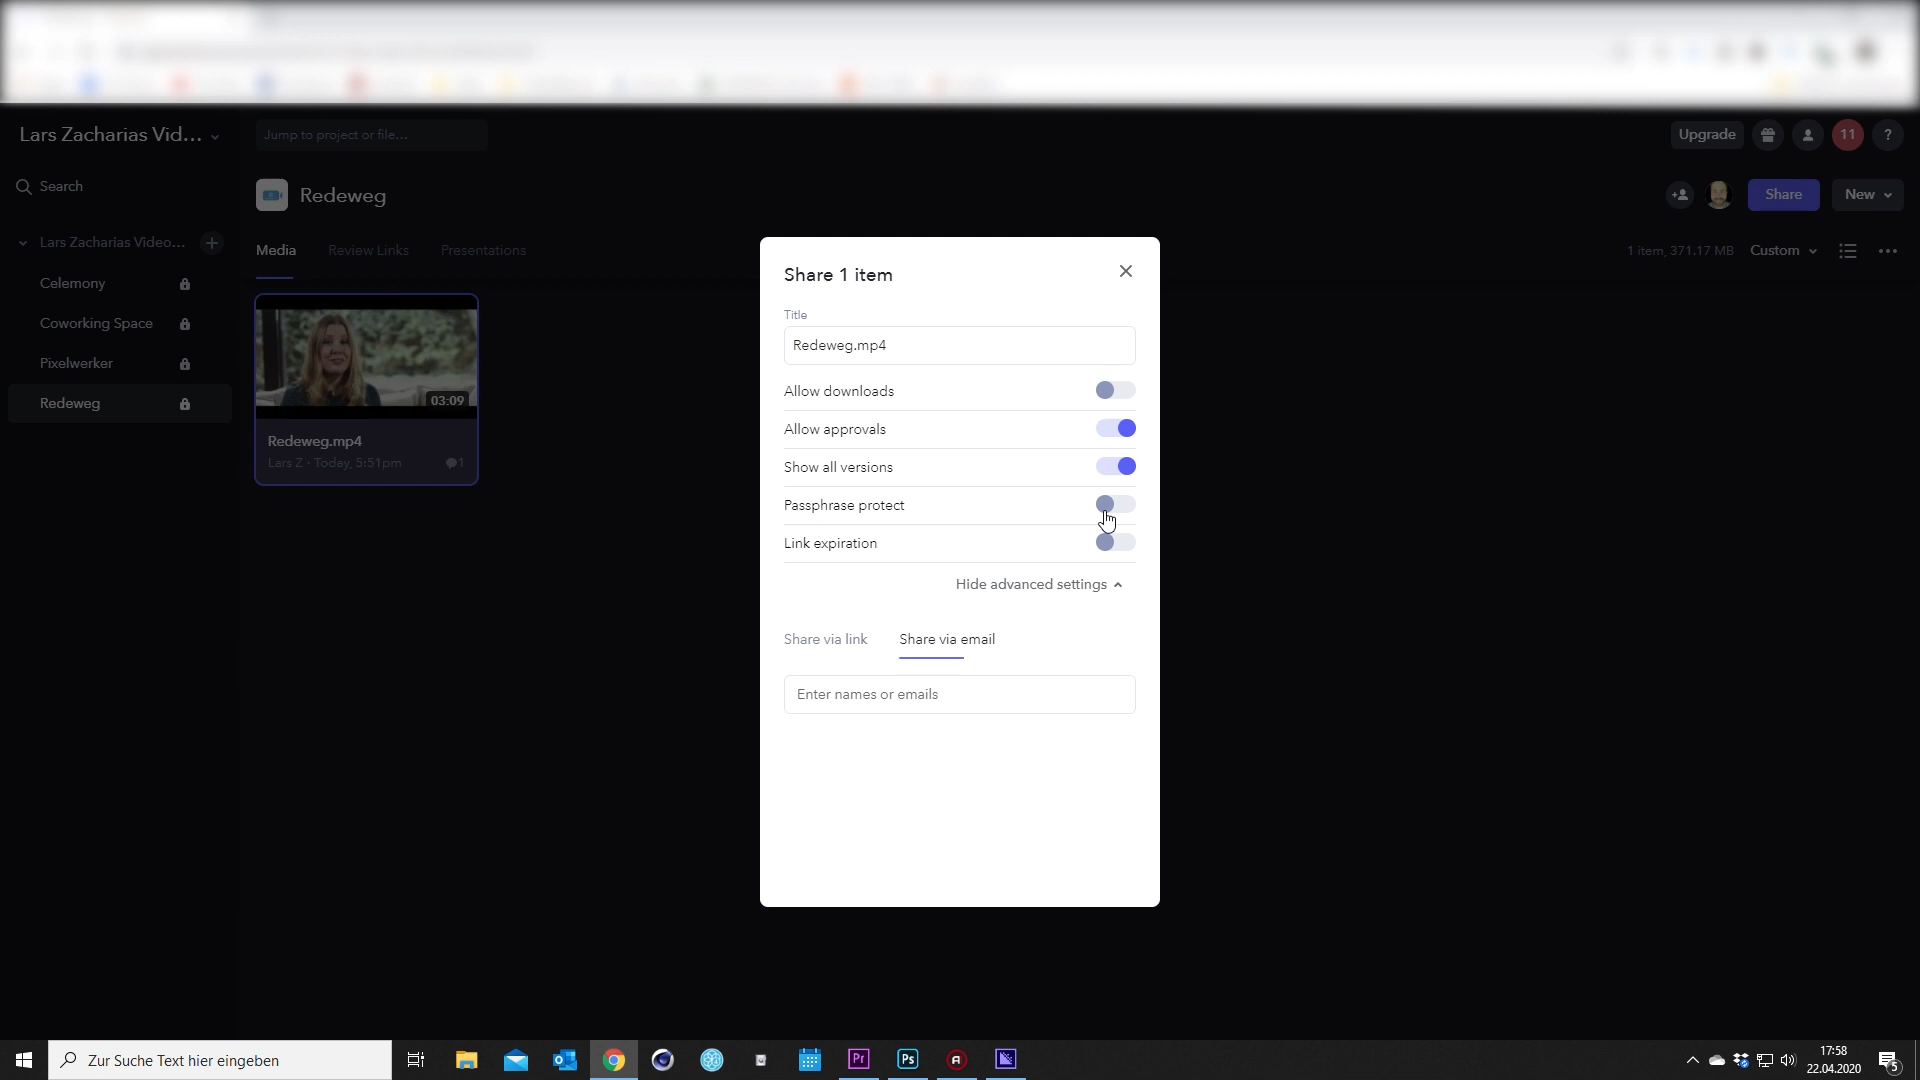 Lars Zacharias Vid...
Jump to project or file...
Upgrade
11
?
Search
Redeweg
Share
New
Lars Zacharias Video...
Media
Review Links
Presentations
1 item, 371.17 MB
Custom
Celemony
Coworking Space
Pixelwerker
Redeweg
03:09
Redeweg.mp4
Lars Z - Today, 5:51pm
1
Share 1 item
Title
Redeweg.mp4
Allow downloads
Allow approvals
Show all versions
Passphrase protect
Link expiration
Hide advanced settings
Share via link
Share via email
Enter names or emails
Zur Suche Text hier eingeben
Pr
Ps
17:58
22.04.2020
5